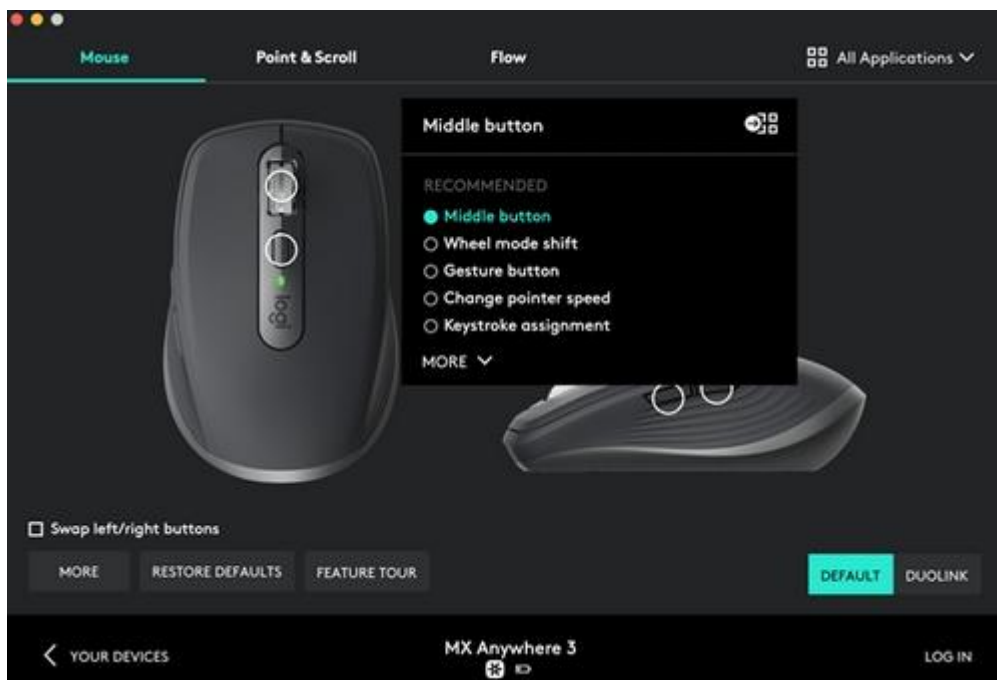 Mouse
Point & Scroll
Flow
All Applications
Middle button
RECOMMENDED
Middle button
Wheel mode shift
Gesture button
Change pointer speed
Keystroke assignment
MORE
logi
Swap left/right buttons
MORE
RESTORE DEFAULTS
FEATURE TOUR
DEFAULT
DUOLINK
YOUR DEVICES
MX Anywhere 3
LOG IN